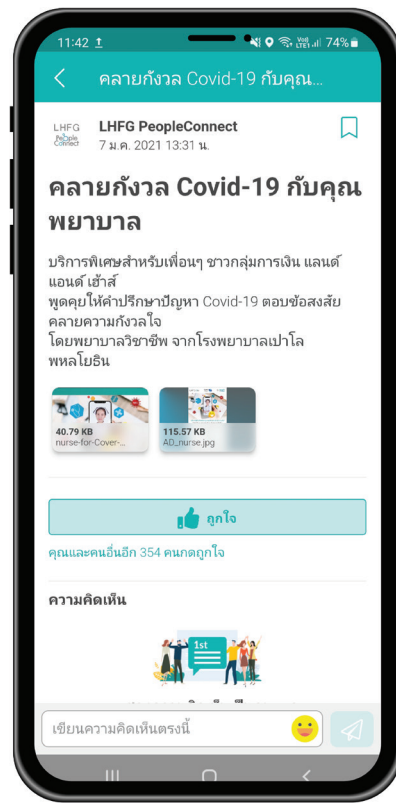 11:42
74%
คลายกังวล Covid-19 กับคุณ...
LHFG
People
Connect
LHFG PeopleConnect
7 ม.ค. 2021 13:31 น.
คลายกังวล Covid-19 กับคุณ
พยาบาล
บริการพิเศษสำหรับเพื่อนๆ ชาวกลุ่มการเงิน แลนด์
แอนด์ เฮ้าส์
พูดคุยให้คำปรึกษาปัญหา Covid-19 ตอบข้อสงสัย
คลายความกังวลใจ
โดยพยาบาลวิชาชีพ จากโรงพยาบาลเปาโล
พหลโยธิน
40.79 KB
nurse-for-Cover-...
115.57 KB
AD_nurse.jpg
ถูกใจ
คุณและคนอื่นอีก 354 คนกดถูกใจ
ความคิดเห็น
1st
เขียนความคิดเห็นตรงนี้